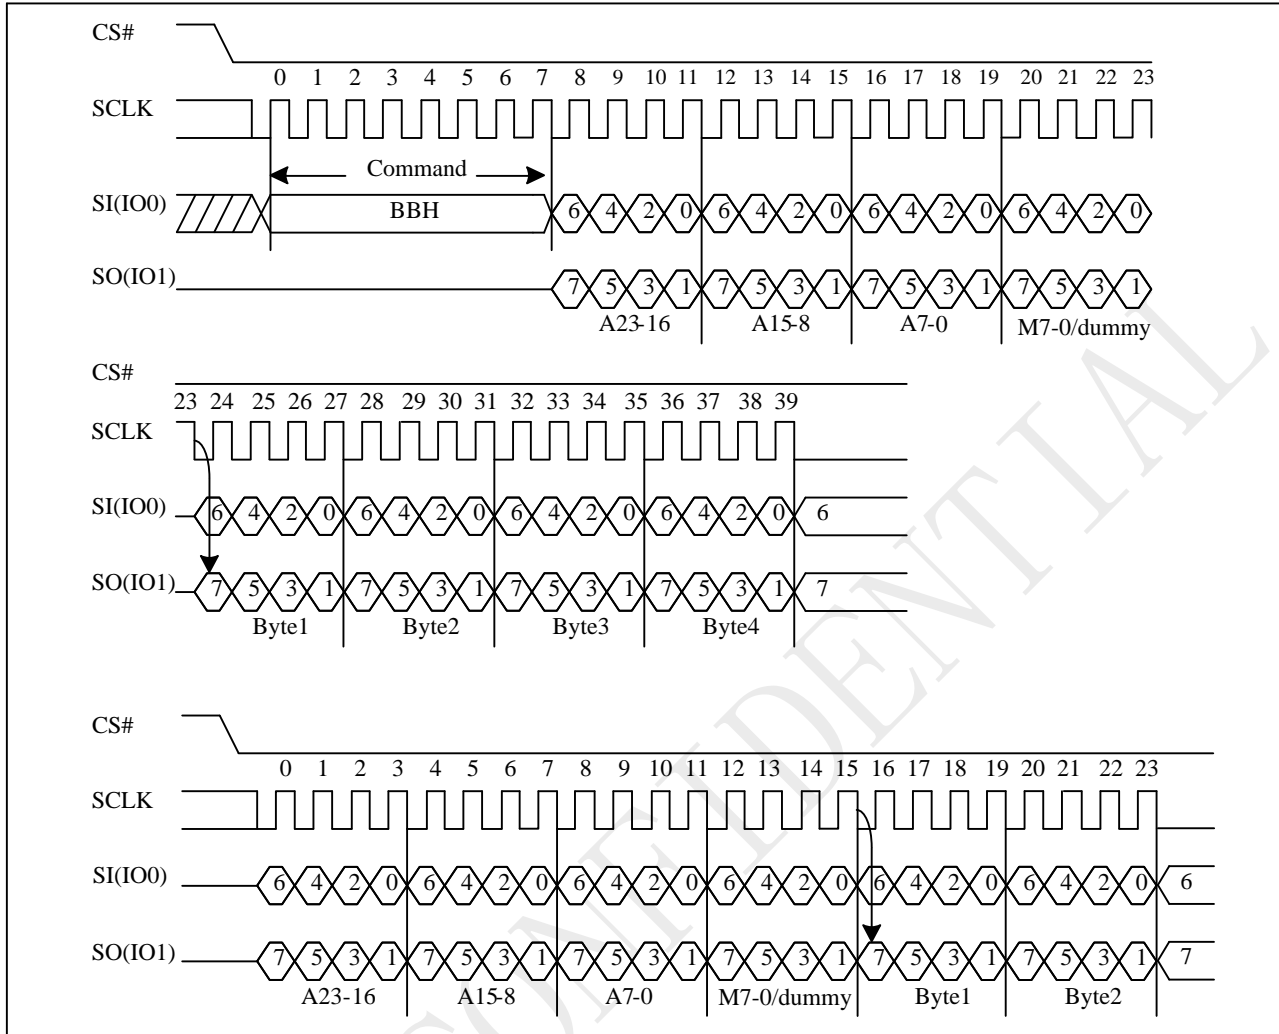 CS#
0 1 2 3 4 5 6 7 8 9 10 11 12 13 14 15 16 17 18 19 20 21 22 23
SCLK
Command
SI(IO0) BBH 6 4 2 0 6 4 2 0 6 4 2 0 6 4 2 0
SO(IO1) 7 5 3 1 7 5 3 1 7 5 3 1 7 5 3 1
A23-16 A15-8 A7-0 M7-0/dummy
CS#
23 24 25 26 27 28 29 30 31 32 33 34 35 36 37 38 39
SCLK
SI(IO0) 6 4 2 0 6 4 2 0 6 4 2 0 6 4 2 0 6
SO(IO1) 7 5 3 1 7 5 3 1 7 5 3 1 7 5 3 1 7
Byte1 Byte2 Byte3 Byte4
CS#
0 1 2 3 4 5 6 7 8 9 10 11 12 13 14 15 16 17 18 19 20 21 22 23
SCLK
SI(IO0) 6 4 2 0 6 4 2 0 6 4 2 0 6 4 2 0 6 4 2 0 6 4 2 0 6
SO(IO1) 7 5 3 1 7 5 3 1 7 5 3 1 7 5 3 1 7 5 3 1 7 5 3 1 7
A23-16 A15-8 A7-0 M7-0/dummy Byte1 Byte2
CONFIDENTIAL